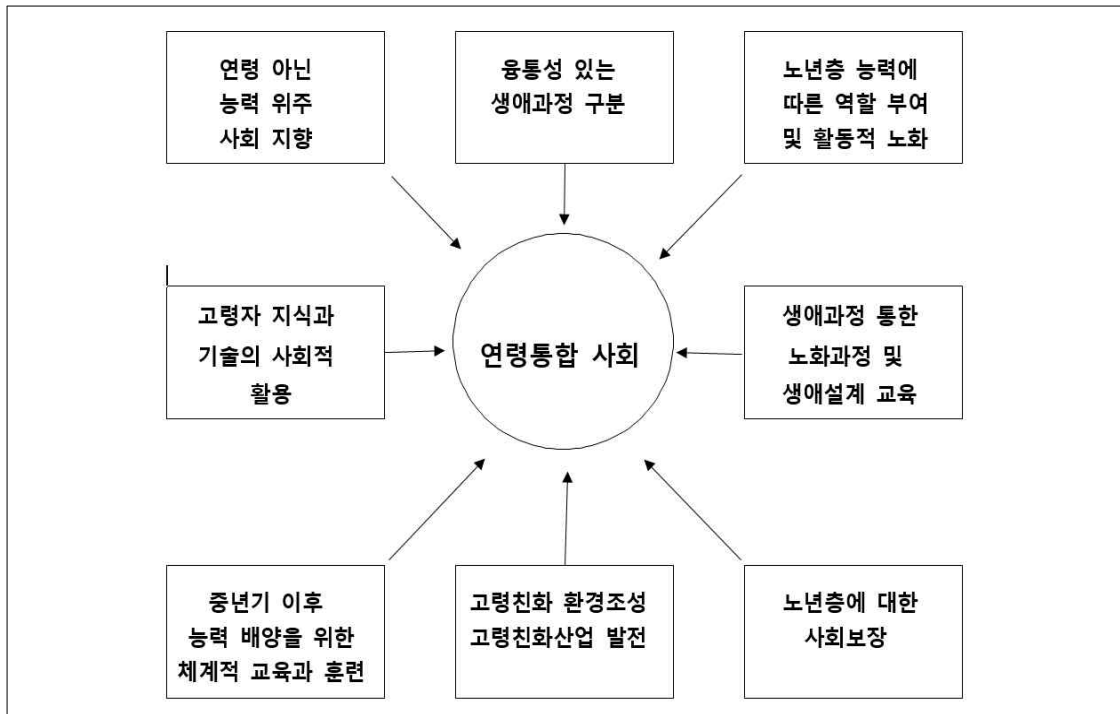 연령 아닌
능력 위주
사회 지향
융통성 있는
생애과정 구분
노년층 능력에
따른 역할 부여
및 활동적 노화
고령자 지식과
기술의 사회적
활용
연령통합 사회
생애과정 통한
노화과정 및
생애설계 교육
중년기 이후
능력 배양을 위한
체계적 교육과 훈련
고령친화 환경조성
고령친화산업 발전
노년층에 대한
사회보장